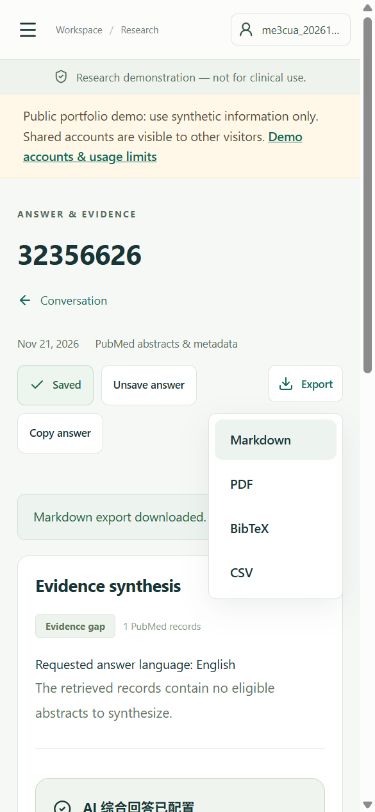 Workspace / Research
me3cua_20261...
Research demonstration — not for clinical use.
Public portfolio demo: use synthetic information only.
Shared accounts are visible to other visitors. Demo
accounts & usage limits
ANSWER & EVIDENCE
32356626
Conversation
Nov 21, 2026 PubMed abstracts & metadata
Saved Unsave answer Export
Copy answer
Markdown
PDF
BibTeX
CSV
Markdown export downloaded.
Evidence synthesis
Evidence gap 1 PubMed records
Requested answer language: English
The retrieved records contain no eligible
abstracts to synthesize.
AI 综合回答已配置